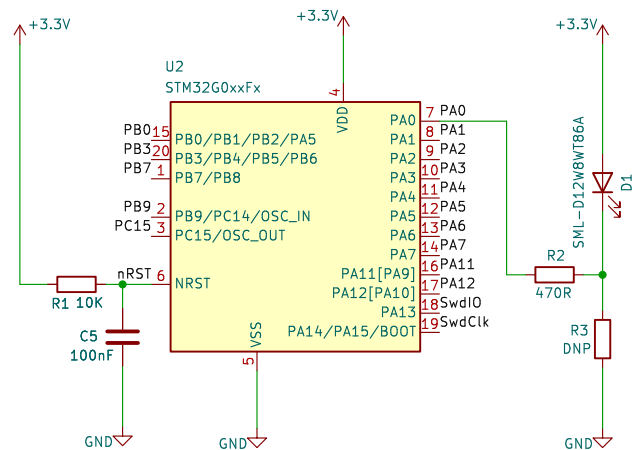 +3.3V
+3.3V
+3.3V
U2
STM32G0xxFx
4
VDD
PB0
15
PB0/PB1/PB2/PA5
PB3
20
PB3/PB4/PB5/PB6
PB7
1
PB7/PB8
PB9
2
PB9/PC14/OSC_IN
PC15
3
PC15/OSC_OUT
nRST
6
NRST
PA0
7
PA0
PA1
8
PA1
PA2
9
PA2
PA3
10
PA3
PA4
11
PA4
PA5
12
PA5
PA6
13
PA6
PA7
14
PA7
PA11[PA9]
16
PA11
PA12[PA10]
17
PA12
PA13
18
SwdIO
PA14/PA15/BOOT
19
SwdClk
VSS
5
R1 10K
C5
100nF
GND
GND
SML-D12W8WT86A
D1
R2
470R
R3
DNP
GND